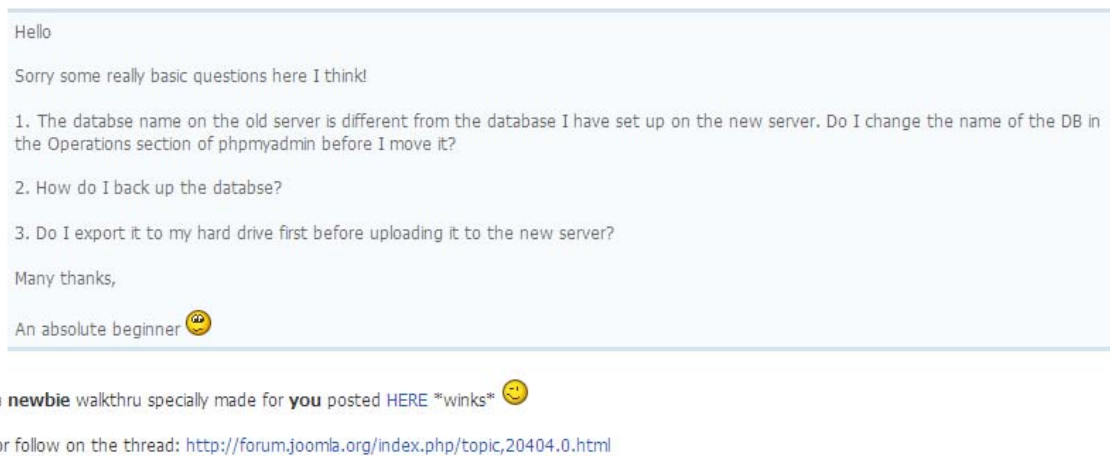 Hello
Sorry some really basic questions here I think!
1. The databse name on the old server is different from the database I have set up on the new server. Do I change the name of the DB in
the Operations section of phpmyadmin before I move it?
2. How do I back up the databse?
3. Do I export it to my hard drive first before uploading it to the new server?
Many thanks,
An absolute beginner
newbie walkthru specially made for you posted HERE *winks*
or follow on the thread: http://forum.joomla.org/index.php/topic,20404.0.html